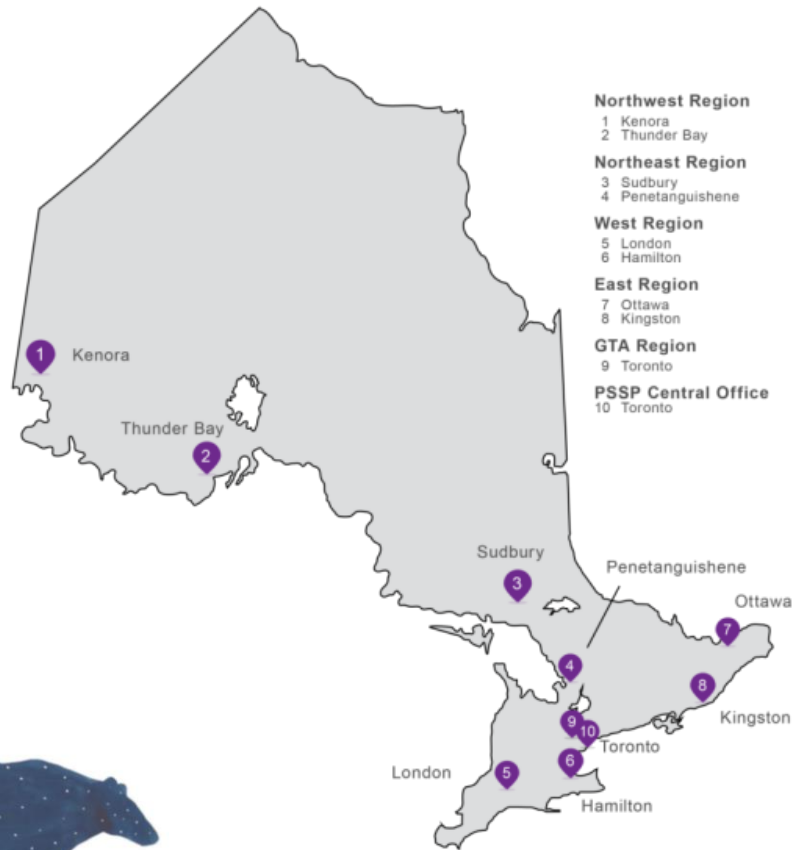 Northwest Region
1 Kenora
2 Thunder Bay
Northeast Region
3 Sudbury
4 Penetanguishene
West Region
5 London
6 Hamilton
East Region
7 Ottawa
8 Kingston
GTA Region
9 Toronto
PSSP Central Office
10 Toronto
1 Kenora
Thunder Bay
2
Sudbury
3
Penetanguishene
Ottawa
7
4
8
Kingston
9
10
Toronto
6
London
5
Hamilton